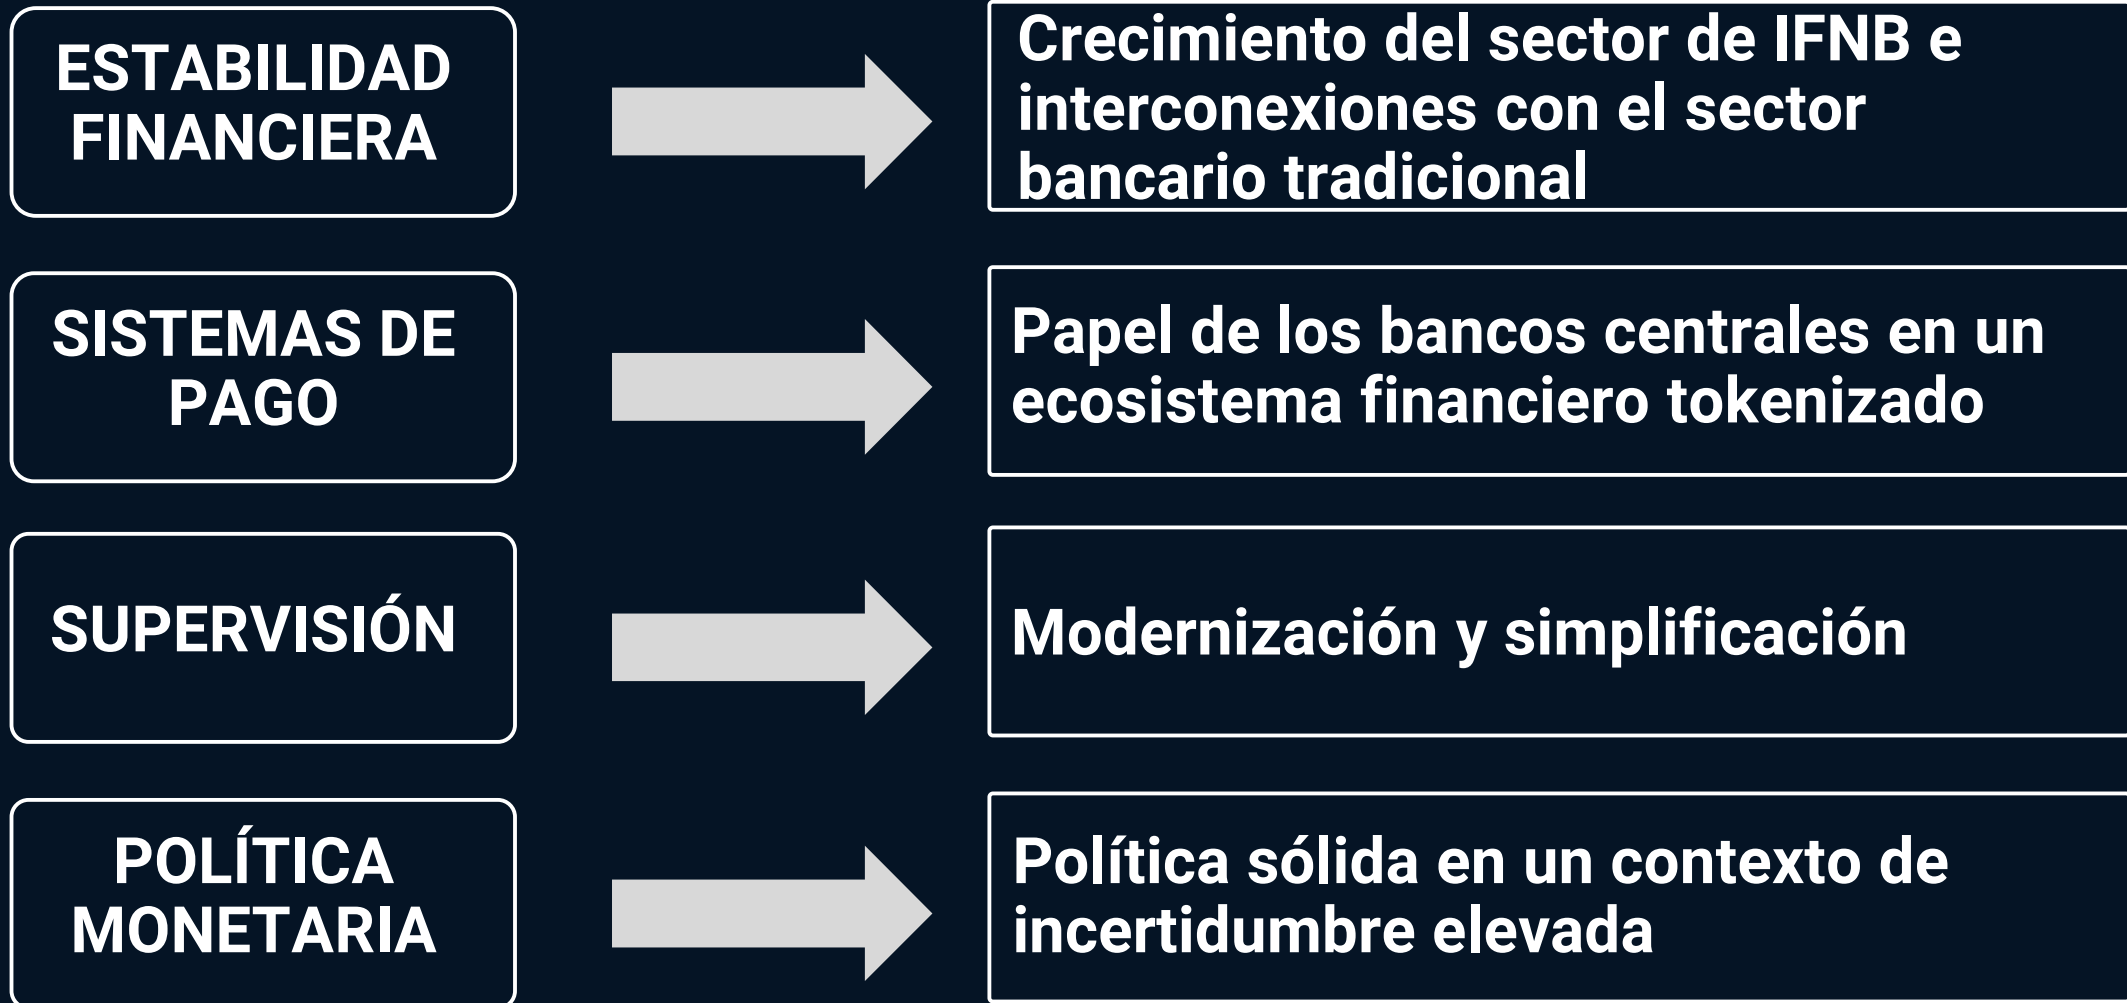 ESTABILIDAD
FINANCIERA
Crecimiento del sector de IFNB e
interconexiones con el sector
bancario tradicional
SISTEMAS DE
PAGO
Papel de los bancos centrales en un
ecosistema financiero tokenizado
SUPERVISIÓN
Modernización y simplificación
POLÍTICA
MONETARIA
Política sólida en un contexto de
incertidumbre elevada